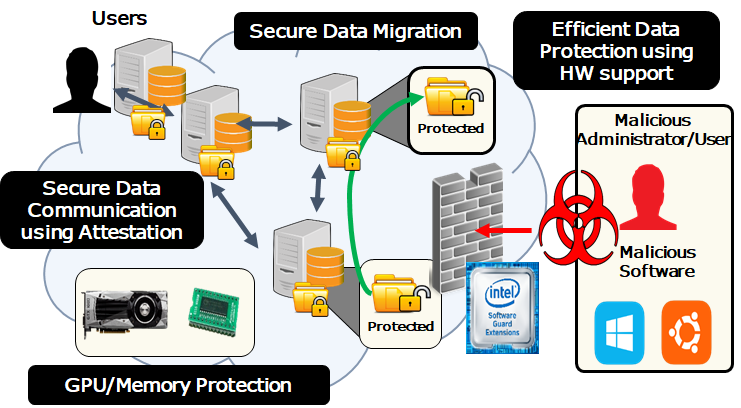 Users
Secure Data Migration
Efficient Data
Protection using
HW support
Protected
Malicious
Administrator/User
Secure Data
Communication
using Attestation
Malicious
Software
intel
Software
Guard
Extensions
Protected
GPU/Memory Protection